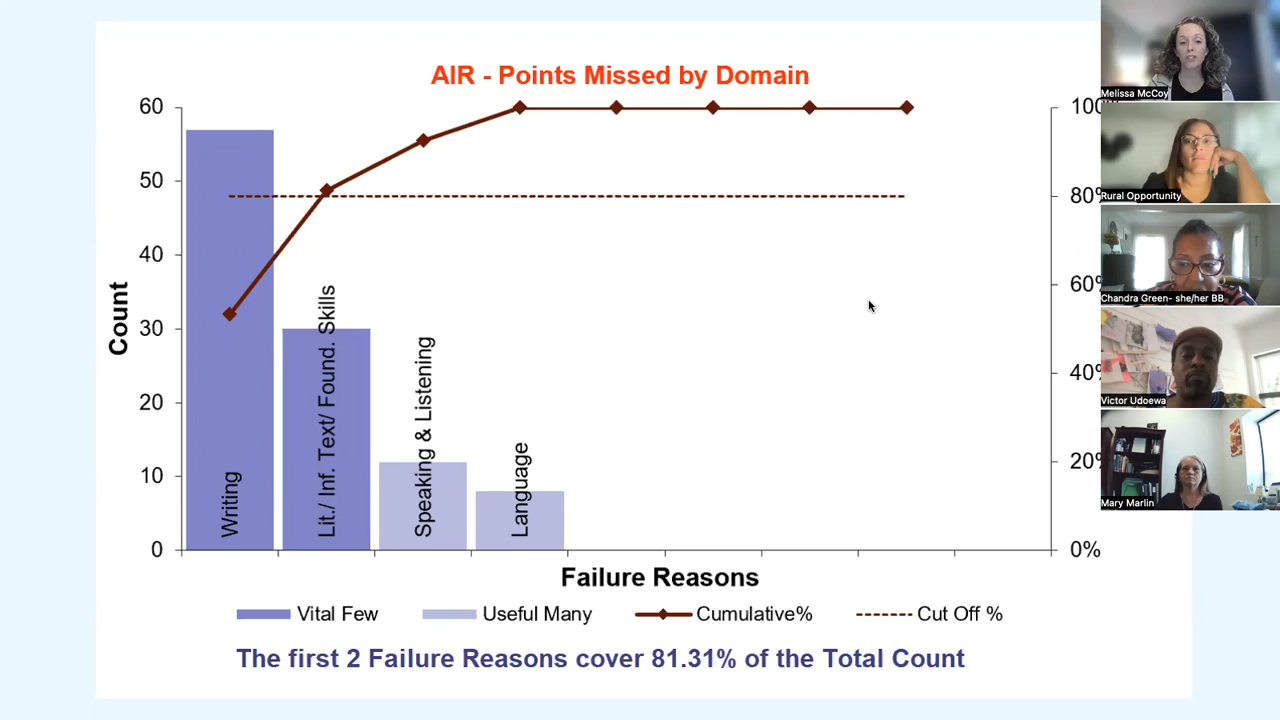 AIR - Points Missed by Domain
60
50
40
30
20
10
0
Count
Writing
Lit./ Inf. Text/ Found. Skills
Speaking & Listening
Language
100%
80%
60%
40%
20%
0%
Failure Reasons
Vital Few
Useful Many
Cumulative%
Cut Off %
The first 2 Failure Reasons cover 81.31% of the Total Count
Melissa McCoy
Rural Opportunity
Chandra Green- she/her BB
Victor Udoewa
Mary Marlin